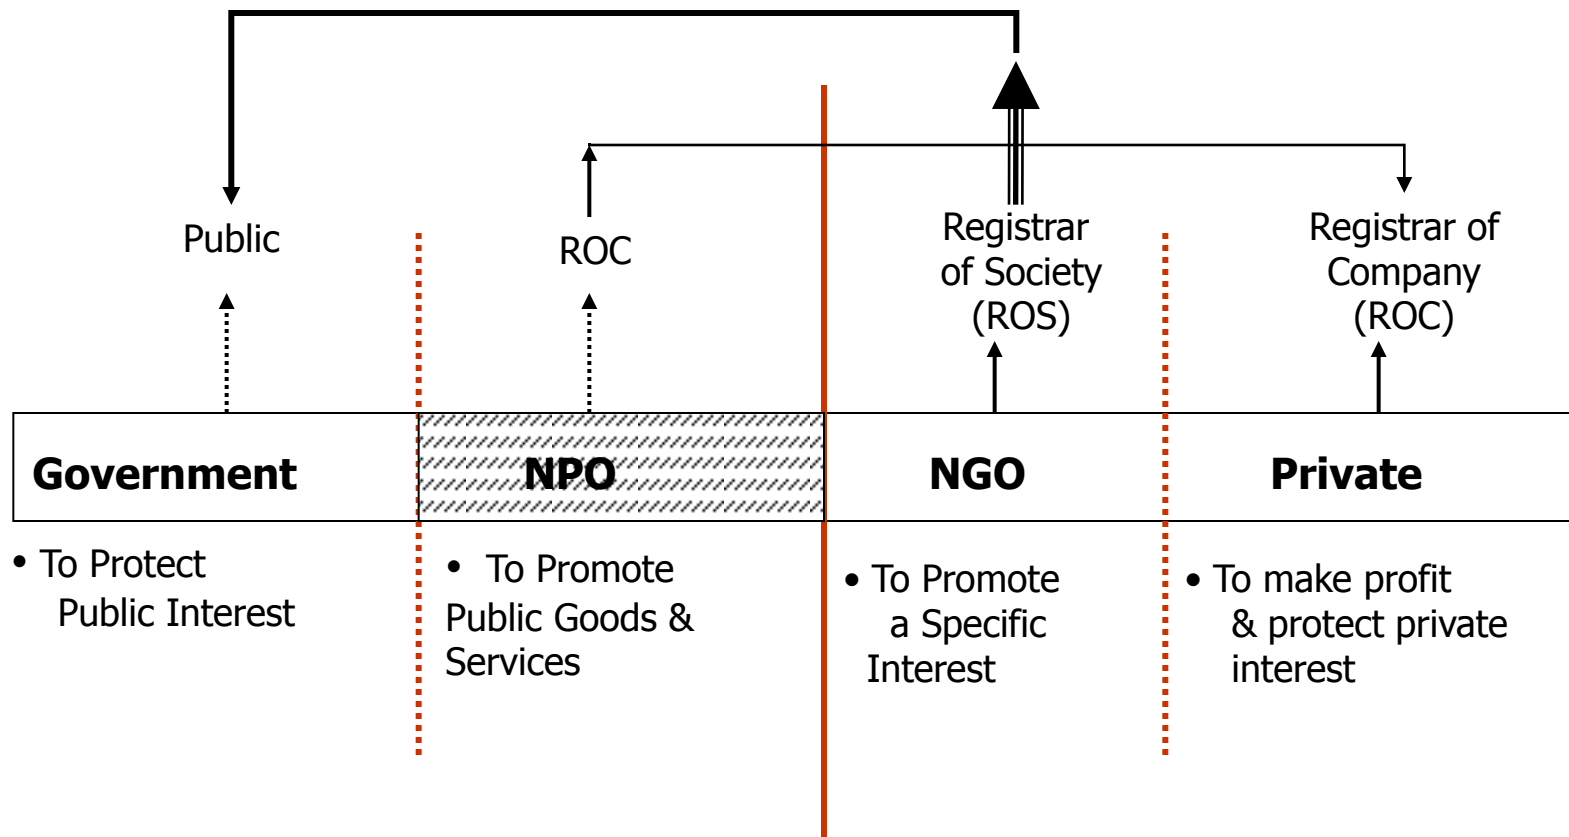 Public
ROC
Registrar
of Society
(ROS)
Registrar of
Company
(ROC)
Government
NPO
NGO
Private
• To Protect
Public Interest
• To Promote
Public Goods &
Services
• To Promote
a Specific
Interest
• To make profit
& protect private
interest